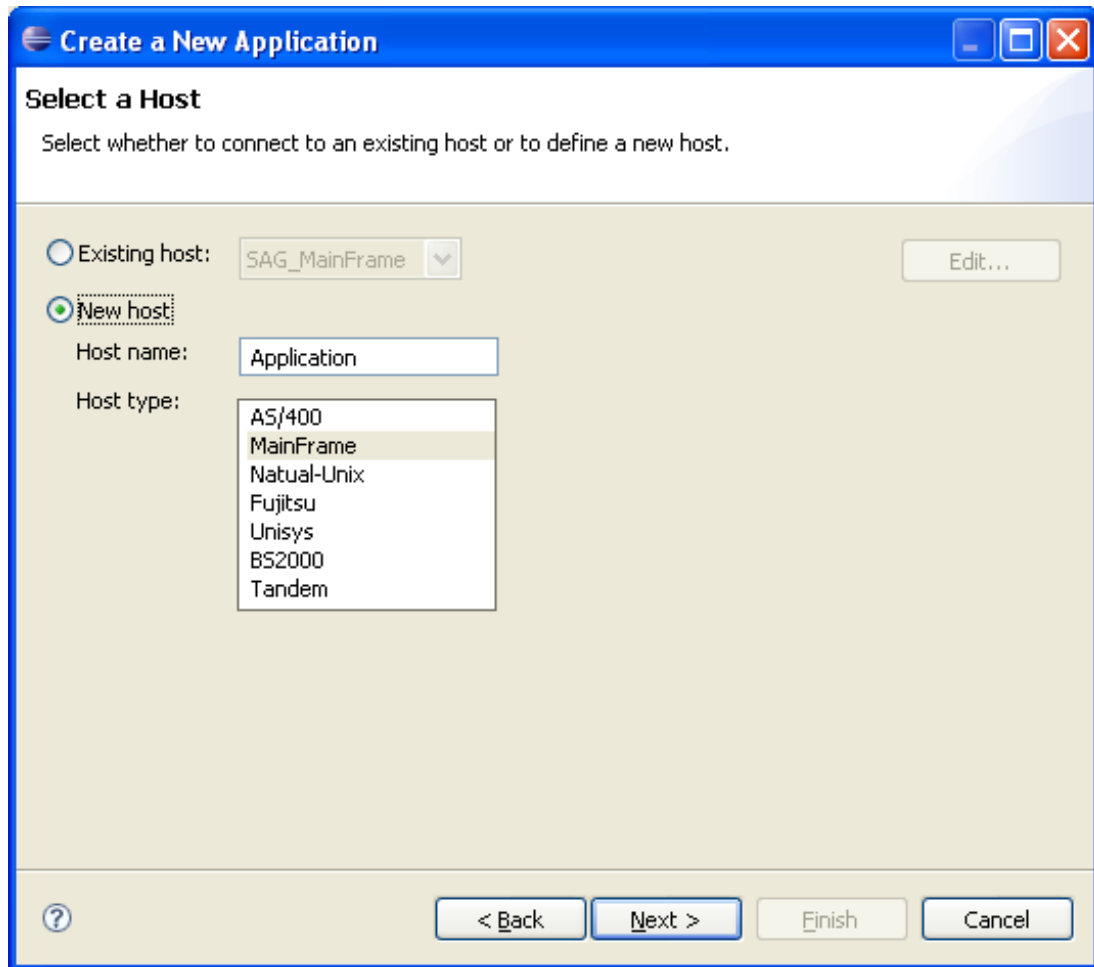 Create a New Application
Select a Host
Select whether to connect to an existing host or to define a new host.
Existing host: SAG_MainFrame Edit...
New host
Host name: Application
Host type:
AS/400
MainFrame
Natual-Unix
Fujitsu
Unisys
BS2000
Tandem
? < Back Next > Finish Cancel